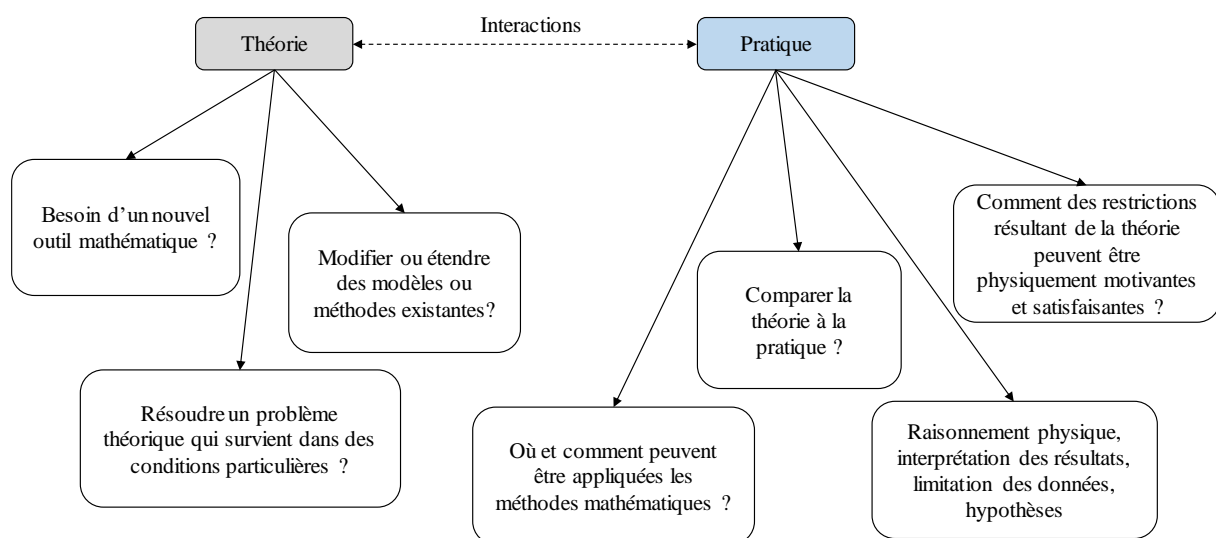 Interactions
Théorie
Pratique
Besoin d’un nouvel
outil mathématique ?
Modifier ou étendre
des modèles ou
méthodes existantes?
Résoudre un problème
théorique qui survient dans des
conditions particulières ?
Comment des restrictions
résultant de la théorie
peuvent être
physiquement motivantes
et satisfaisantes ?
Comparer la
théorie à la
pratique ?
Où et comment peuvent
être appliquées les
méthodes mathématiques ?
Raisonnement physique,
interprétation des résultats,
limitation des données,
hypothèses